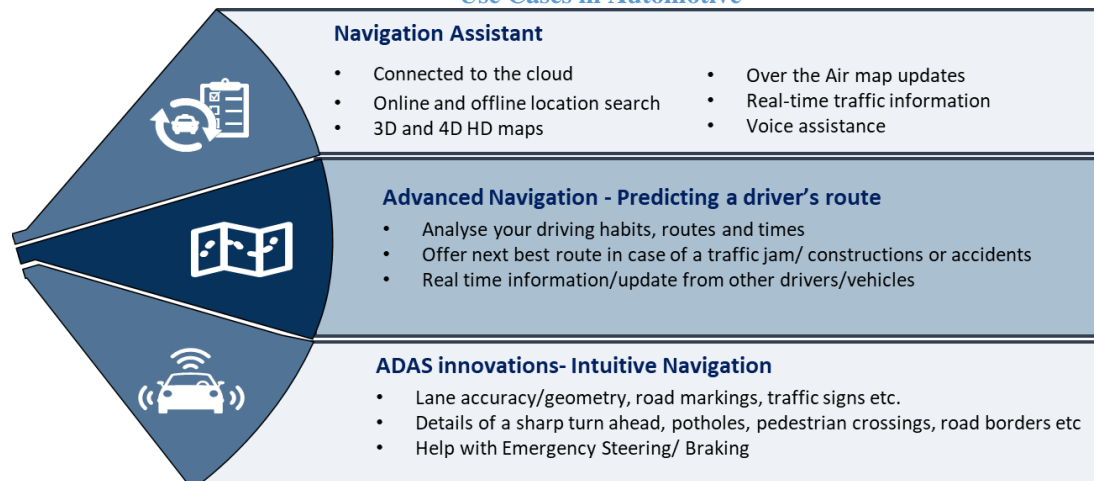 Use Cases in Automotive
Navigation Assistant
• Connected to the cloud
• Online and offline location search
• 3D and 4D HD maps
• Over the Air map updates
• Real-time traffic information
• Voice assistance
Advanced Navigation - Predicting a driver’s route
• Analyse your driving habits, routes and times
• Offer next best route in case of a traffic jam/ constructions or accidents
• Real time information/update from other drivers/vehicles
ADAS innovations- Intuitive Navigation
• Lane accuracy/geometry, road markings, traffic signs etc.
• Details of a sharp turn ahead, potholes, pedestrian crossings, road borders etc
• Help with Emergency Steering/ Braking